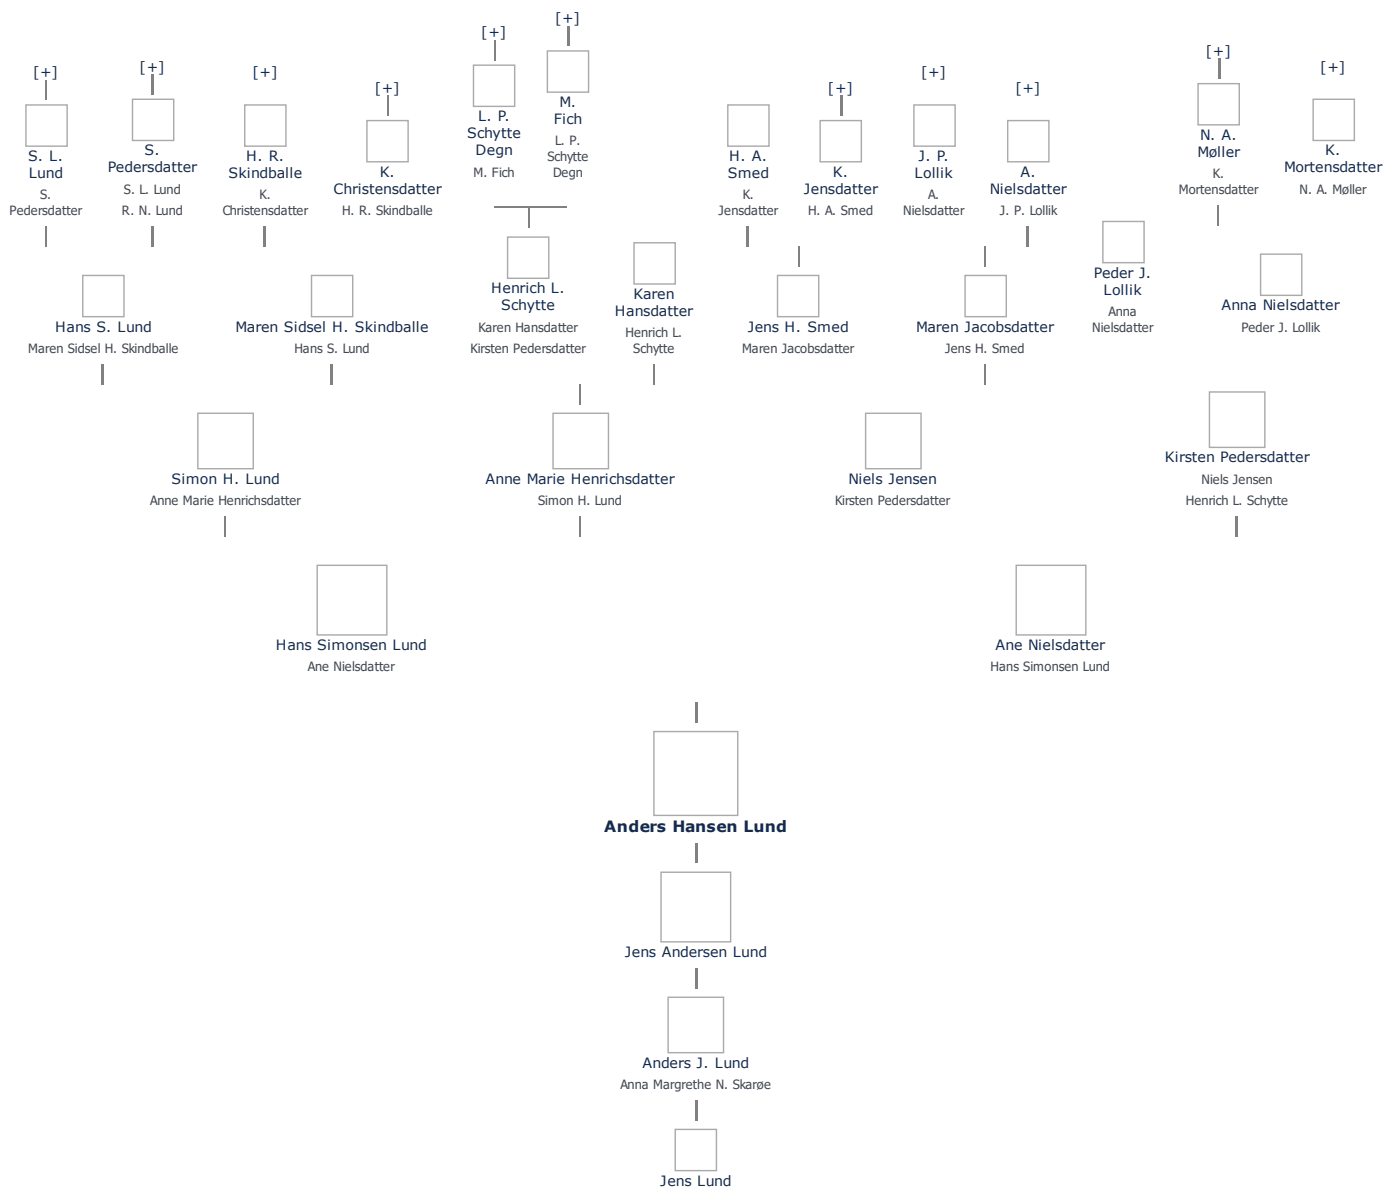 [+]
[+]
[+]
[+]
[+]
[+]
[+]
[+]
[+]
[+]
[+]
S. L.
Lund
S.
Pedersdatter
S.
Pedersdatter
S. L. Lund
R. N. Lund
H. R.
Skindballe
K.
Christensdatter
K.
Christensdatter
H. R. Skindballe
L. P.
Schytte
Degn
M. Fich
M.
Fich
L. P.
Schytte
Degn
H. A.
Smed
K.
Jensdatter
K.
Jensdatter
H. A. Smed
J. P.
Lollik
A.
Nielsdatter
A.
Nielsdatter
J. P. Lollik
N. A.
Møller
K.
Mortensdatter
K.
Mortensdatter
N. A. Møller
Hans S. Lund
Maren Sidsel H. Skindballe
Maren Sidsel H. Skindballe
Hans S. Lund
Henrich L.
Schytte
Karen Hansdatter
Kirsten Pedersdatter
Karen
Hansdatter
Henrich L.
Schytte
Jens H. Smed
Maren Jacobsdatter
Maren Jacobsdatter
Jens H. Smed
Peder J.
Lollik
Anna
Nielsdatter
Anna Nielsdatter
Peder J. Lollik
Simon H. Lund
Anne Marie Henrichsdatter
Anne Marie Henrichsdatter
Simon H. Lund
Niels Jensen
Kirsten Pedersdatter
Kirsten Pedersdatter
Niels Jensen
Henrich L. Schytte
Hans Simonsen Lund
Ane Nielsdatter
Ane Nielsdatter
Hans Simonsen Lund
Anders Hansen Lund
Jens Andersen Lund
Anders J. Lund
Anna Margrethe N. Skarøe
Jens Lund